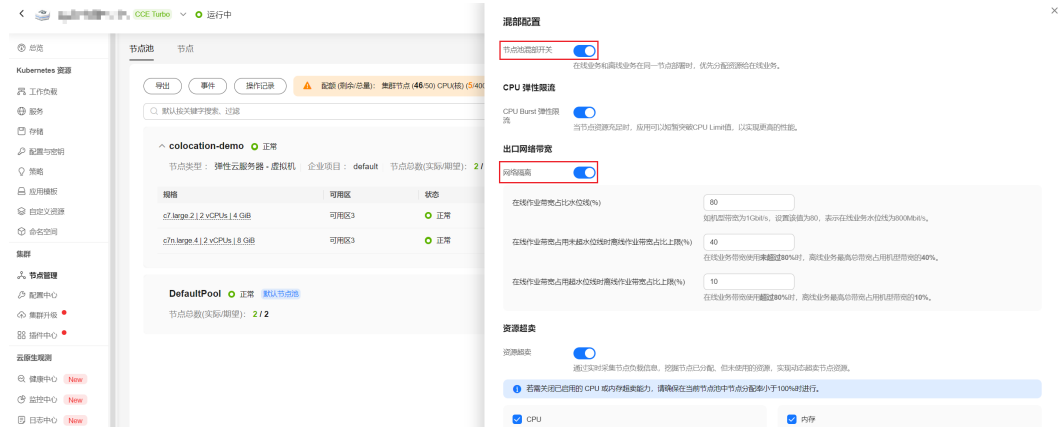 CCE Turbo 运行中
总览
Kubernetes 资源
工作负载
服务
存储
配置与密钥
策略
应用模板
自定义资源
命名空间
集群
节点管理
配置中心
集群升级
插件中心
云原生观测
健康中心 New
监控中心 New
日志中心 New
节点池 节点
导出 事件 操作记录 配额 (剩余/总量): 集群节点 (46/50) CPU(核) (5/400
默认按关键字搜索、过滤
colocation-demo 正常
节点类型： 弹性云服务器 - 虚拟机 企业项目： default 节点总数(实际/期望)： 2 /
规格 可用区 状态
c7.large.2 | 2 vCPUs | 4 GiB 可用区3 正常
c7n.large.4 | 2 vCPUs | 8 GiB 可用区3 正常
DefaultPool 正常 默认节点池
节点总数(实际/期望)： 2 / 2
混部配置
节点池混部开关
在线业务和离线业务在同一节点部署时，优先分配资源给在线业务。
CPU 弹性限流
CPU Burst 弹性限
流
当节点资源充足时，应用可以短暂突破CPU Limit值，以实现更高的性能。
出口网络带宽
网络隔离
在线作业带宽占比水位线(%) 80
如机型带宽为1Gbit/s，设置该值为80，表示在线业务水位线为800Mbit/s。
在线作业带宽占用未超水位线时离线作业带宽占比上限(%) 40
在线业务带宽使用未超过80%时，离线业务最高总带宽占用机型带宽的40%。
在线作业带宽占用超水位线时离线作业带宽占比上限(%) 10
在线业务带宽使用超过80%时，离线业务最高总带宽占用机型带宽的10%。
资源超卖
资源超卖
通过实时采集节点负载信息，挖掘节点已分配，但未使用的资源，实现动态超卖节点资源。
若需关闭已启用的 CPU 或内存超卖能力，请确保在当前节点池中节点分配率小于100%时进行。
CPU 内存